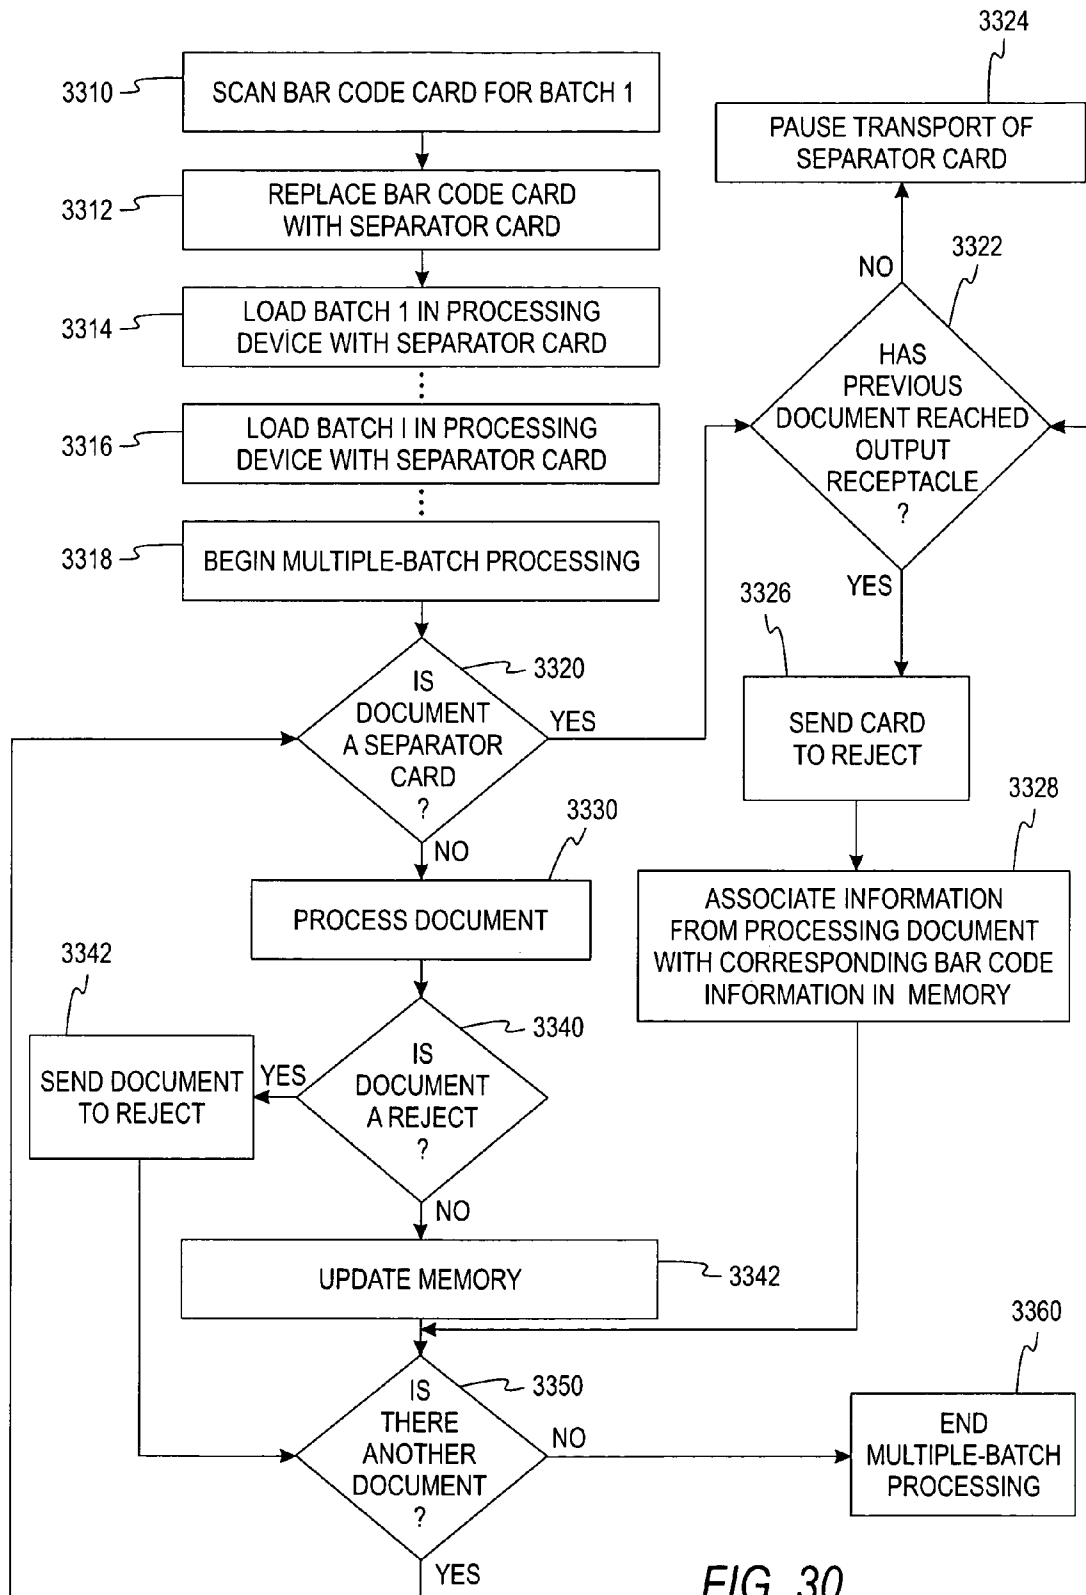 3310
SCAN BAR CODE CARD FOR BATCH 1
3312
REPLACE BAR CODE CARD
WITH SEPARATOR CARD
3314
LOAD BATCH 1 IN PROCESSING
DEVICE WITH SEPARATOR CARD
3316
LOAD BATCH I IN PROCESSING
DEVICE WITH SEPARATOR CARD
3318
BEGIN MULTIPLE-BATCH PROCESSING
3320
IS
DOCUMENT
A SEPARATOR
CARD
?
YES
NO
3324
PAUSE TRANSPORT OF
SEPARATOR CARD
3322
NO
HAS
PREVIOUS
DOCUMENT REACHED
OUTPUT
RECEPTACLE
?
YES
3326
SEND CARD
TO REJECT
3328
ASSOCIATE INFORMATION
FROM PROCESSING DOCUMENT
WITH CORRESPONDING BAR CODE
INFORMATION IN MEMORY
3330
PROCESS DOCUMENT
3340
IS
DOCUMENT
A REJECT
?
YES
3342
SEND DOCUMENT
TO REJECT
NO
UPDATE MEMORY
3342
3350
IS
THERE
ANOTHER
DOCUMENT
?
NO
3360
END
MULTIPLE-BATCH
PROCESSING
YES
FIG. 30